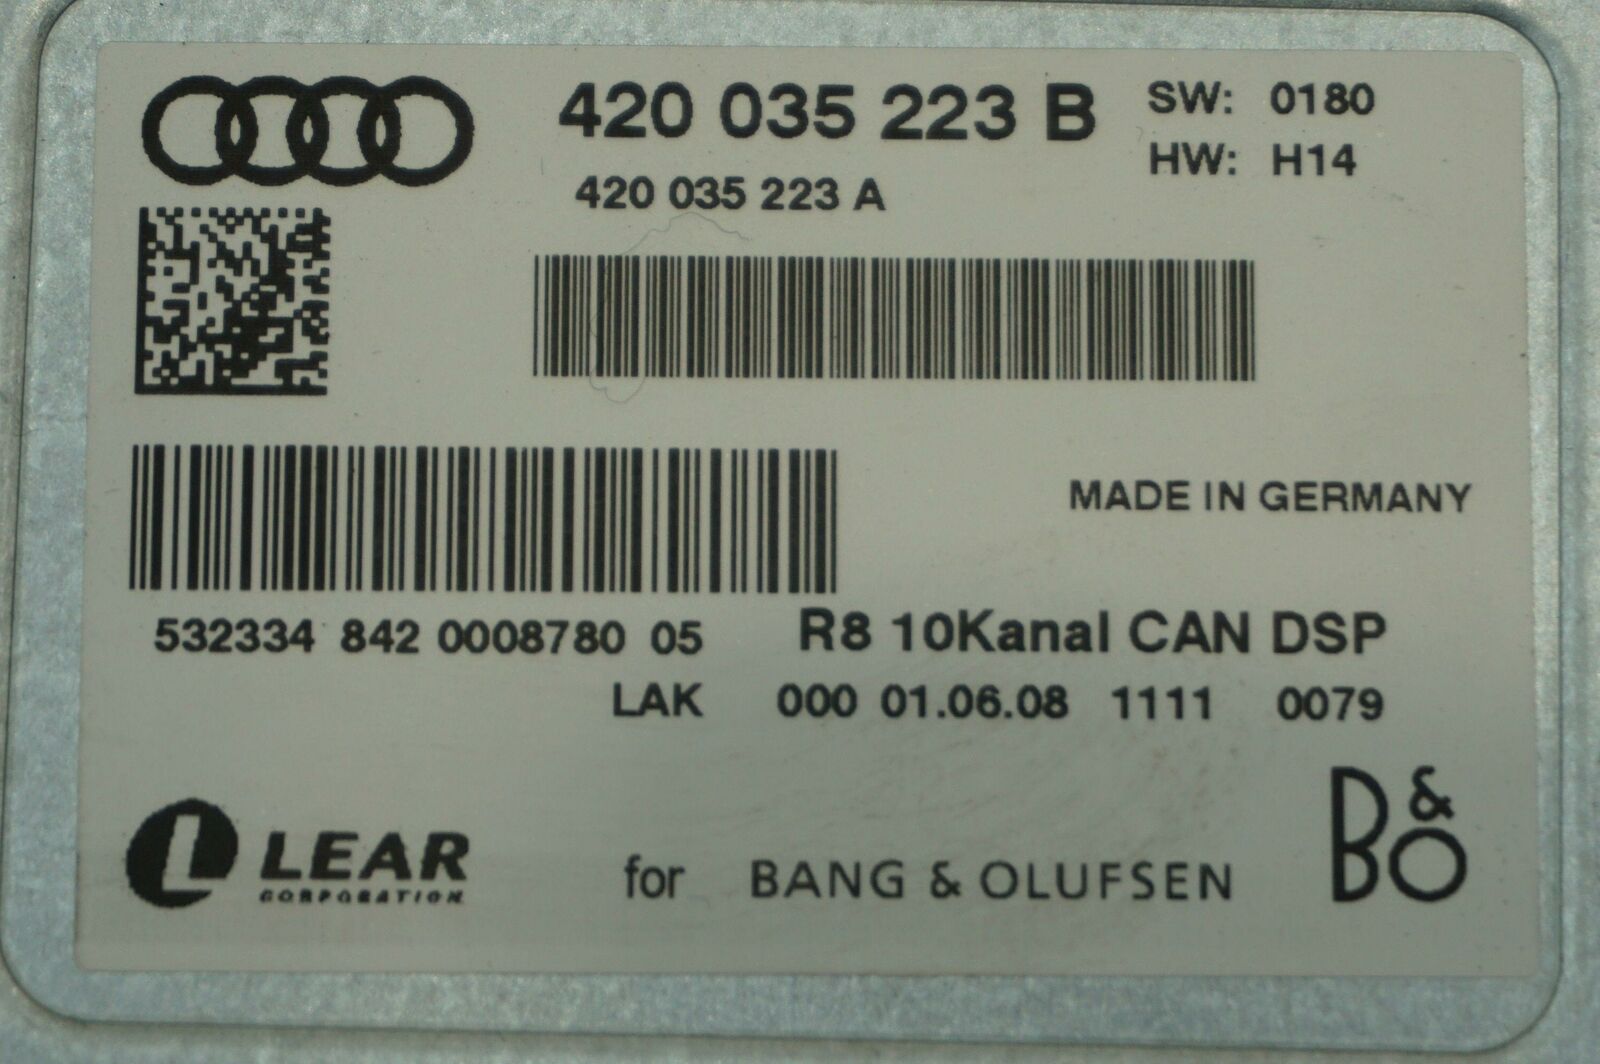 420 035 223 B
SW: 0180
420 035 223 A
HW: H14
MADE IN GERMANY
532334 842 0008780 05
R8 10Kanal CAN DSP
LAK 000 01.06.08 1111 0079
LEAR
CORPORATION
for BANG & OLUFSEN
B&O